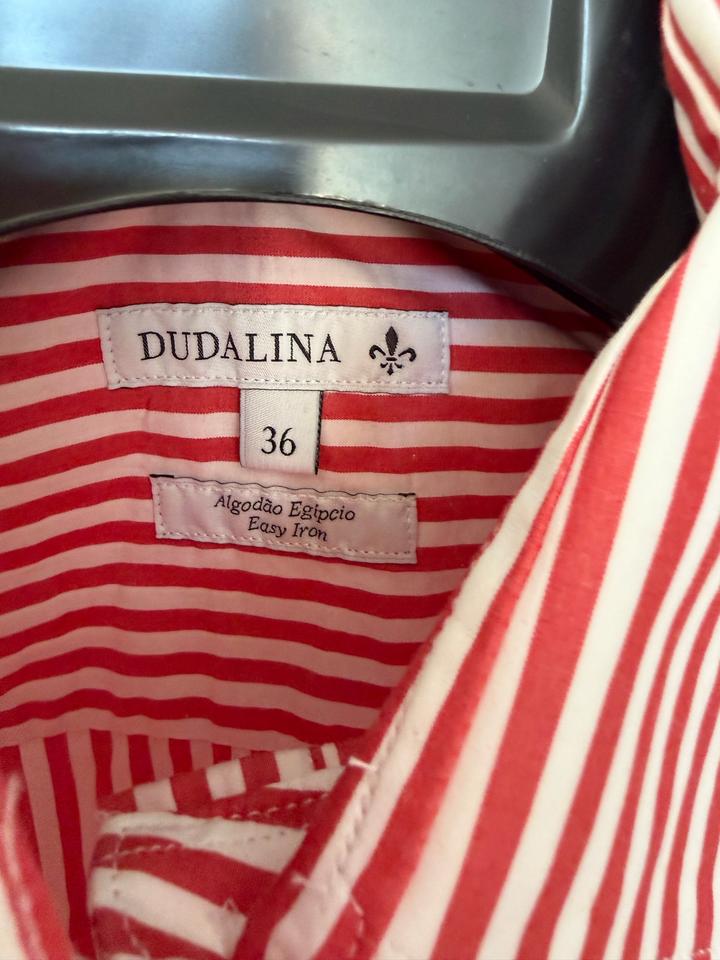 DUDALINA
36
Algodão Egipcio
Easy Iron